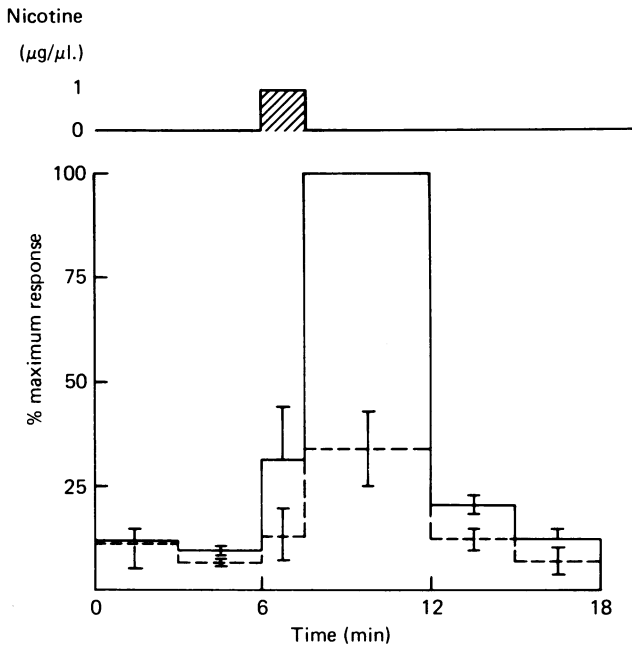 Nicotine
(μg/μl.)
1
0
100
75
50
25
% maximum response
0 6 12 18
Time (min)